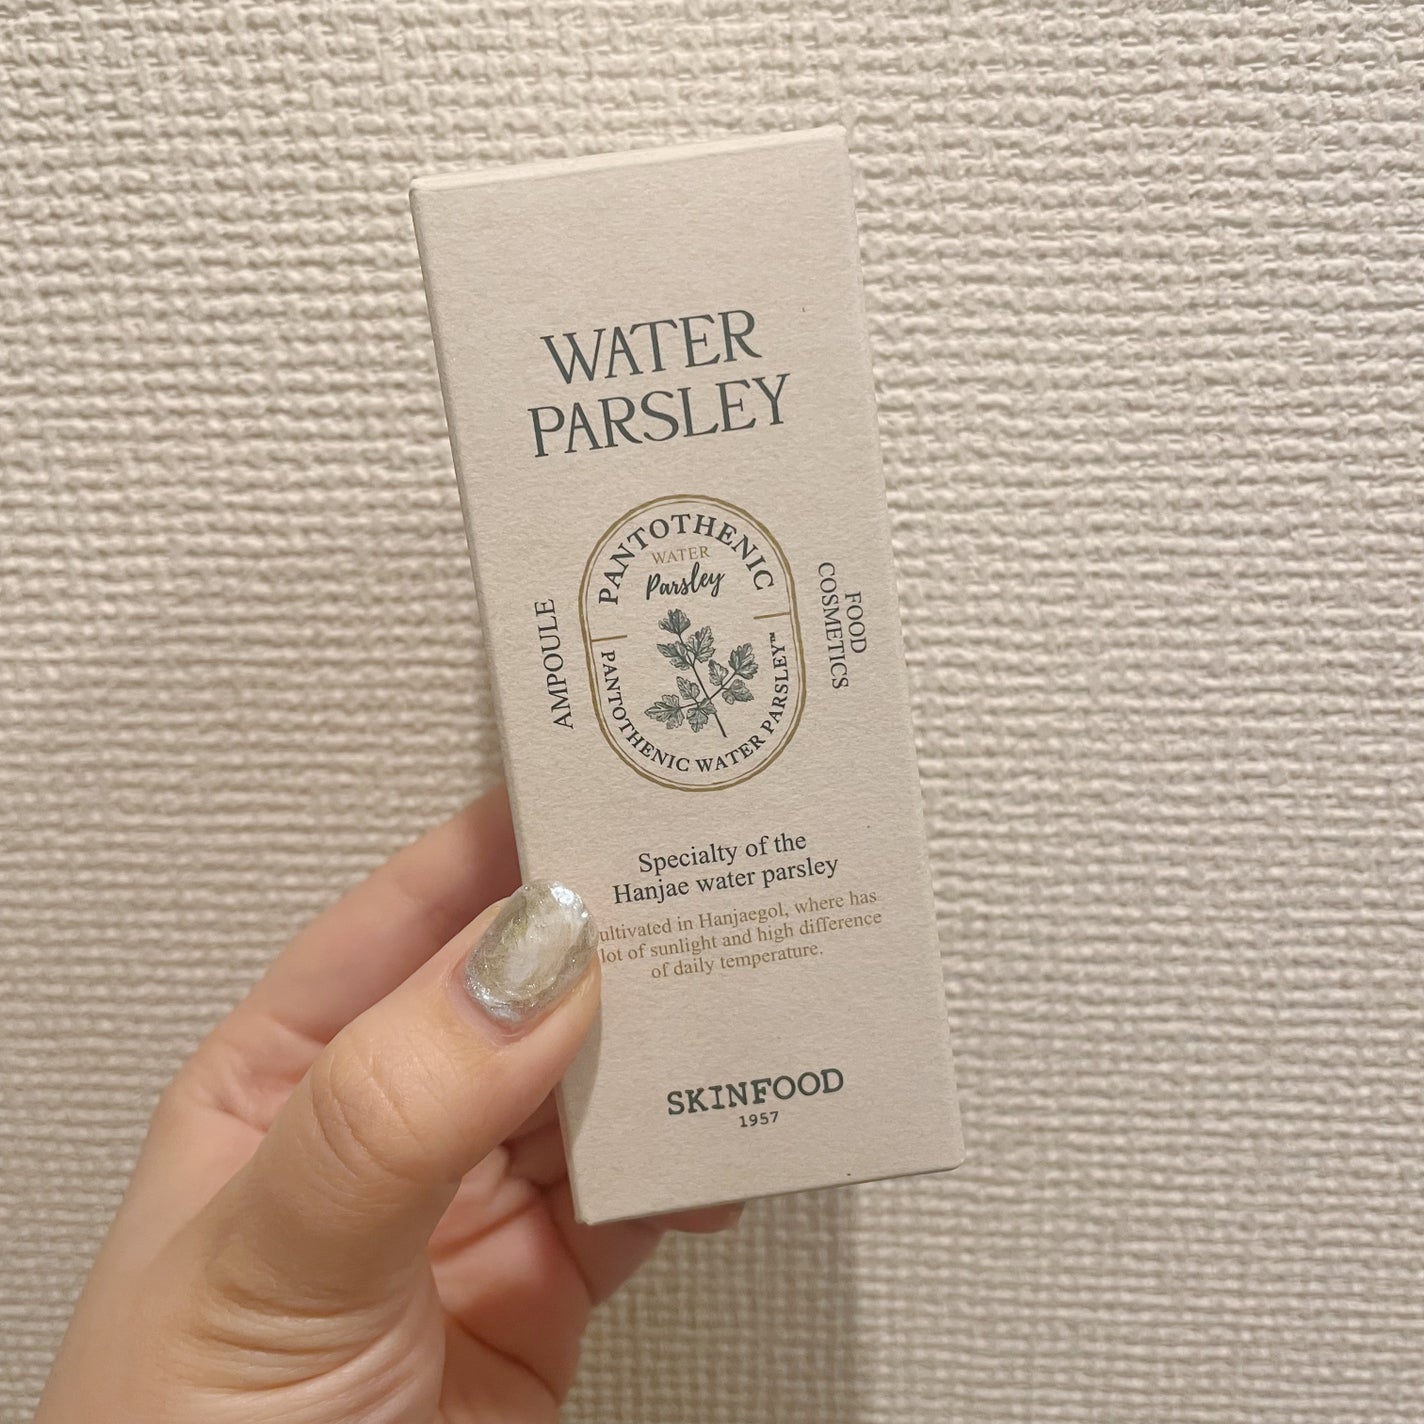 WATER
PARSLEY
PANTOTHENIC
WATER
Parsley
PANTOTHENIC WATER PARSLEY™
AMPOULE
FOOD
COSMETICS
Specialty of the
Hanjae water parsley
in Hanjaegol, where has
lot of sunlight and high difference
of daily temperature.
SKINFOOD
1957